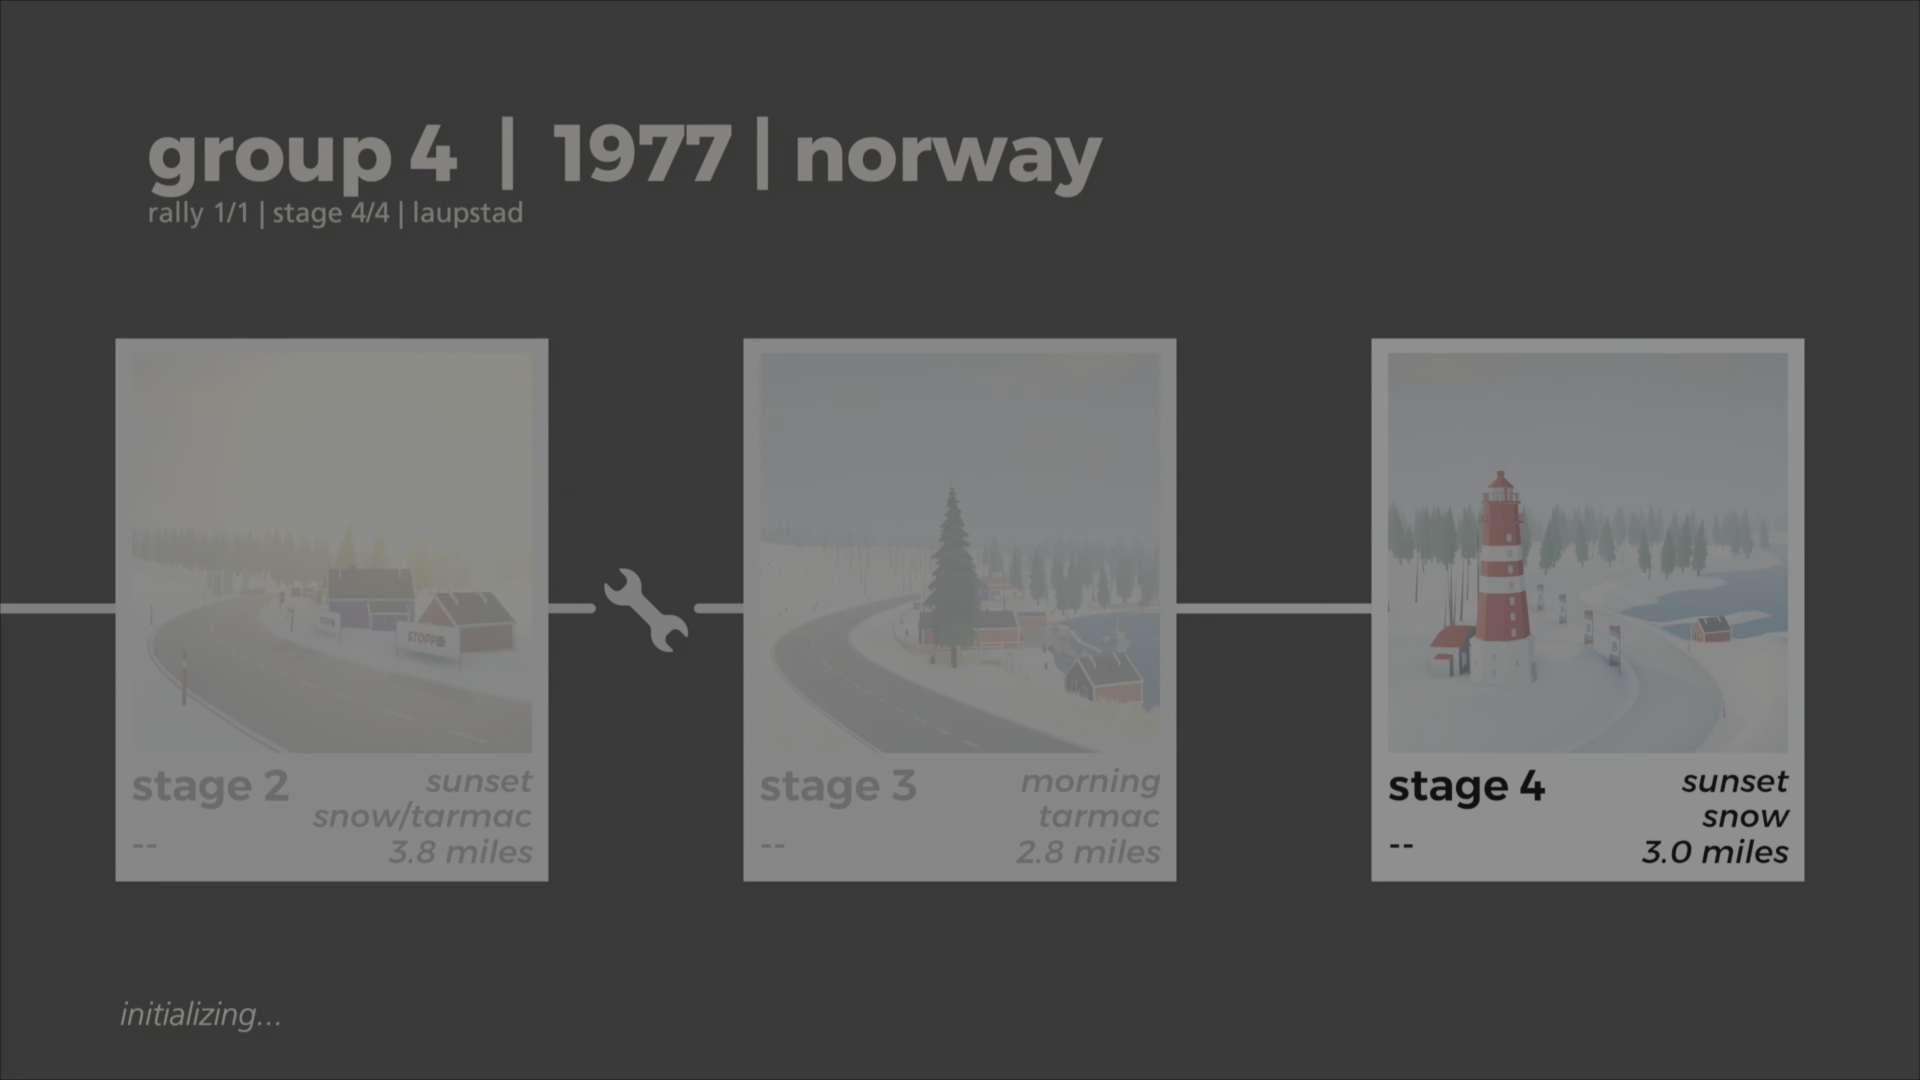 group 4 | 1977 | norway
rally 1/1 | stage 4/4 | laupstad
STOPP
stage 2
sunset
snow/tarmac
--
3.8 miles
stage 3
morning
tarmac
--
2.8 miles
stage 4
sunset
snow
--
3.0 miles
initializing...